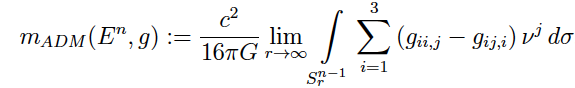 m_{ADM}(E^n, g) := \frac{c^2}{16\pi G} \lim_{r \to \infty} \int_{S_r^{n-1}} \sum_{i=1}^{3} (g_{ii,j} - g_{ij,i}) \nu^j \, d\sigma